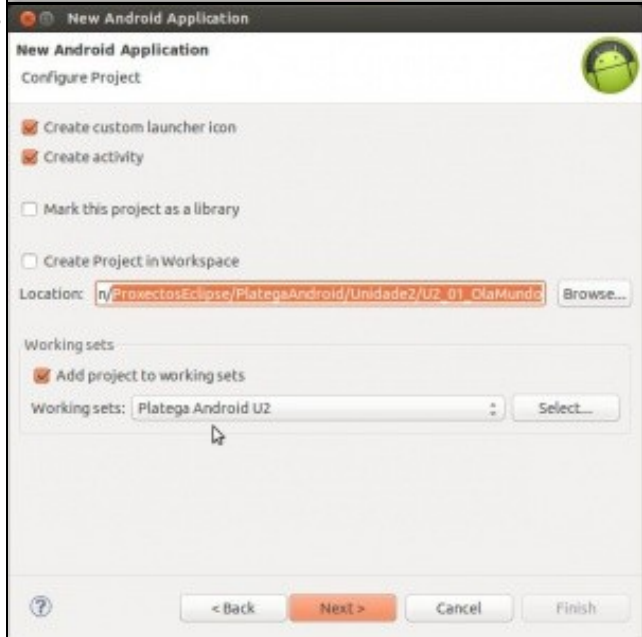 New Android Application
New Android Application
Configure Project
Create custom launcher icon
Create activity
Mark this project as a library
Create Project in Workspace
Location: n/ProxectosEclipse/PlategaAndroid/Unidade2/U2_01_OlaMundo Browse...
Working sets
Add project to working sets
Working sets: Platega Android U2 Select...
? < Back Next > Cancel Finish